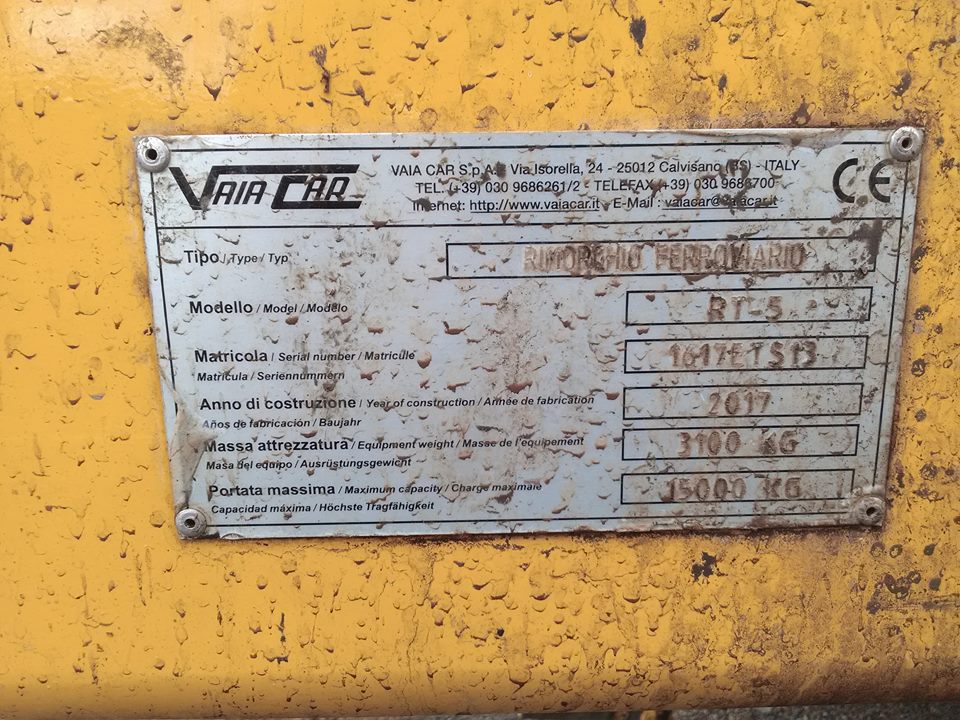 VAIA CAR
VAIA CAR S.p.A. Via Isorella, 24 - 25012 Calvisano (BS) - ITALY
TEL. (+39) 030 9686261/2 - TELEFAX (+39) 030 9686700
Internet: http://www.vaiacar.it - E-Mail : vaiacar@vaiacar.it
CE
Tipo / Type / Typ
RIMORCHIO FERROVIARIO
Modello / Model / Modèlo
RT-5
Matricola / Serial number / Matricule
Matrícula / Seriennummern
1617ETS13
Anno di costruzione / Year of construction / Année de fabrication
Años de fabricación / Baujahr
2017
Massa attrezzatura / Equipment weight / Masse de l'equipement
Masa del equipo / Ausrüstungsgewicht
3100 KG
Portata massima / Maximum capacity / Charge maximale
Capacidad máxima / Höchste Tragfähigkeit
15000 KG